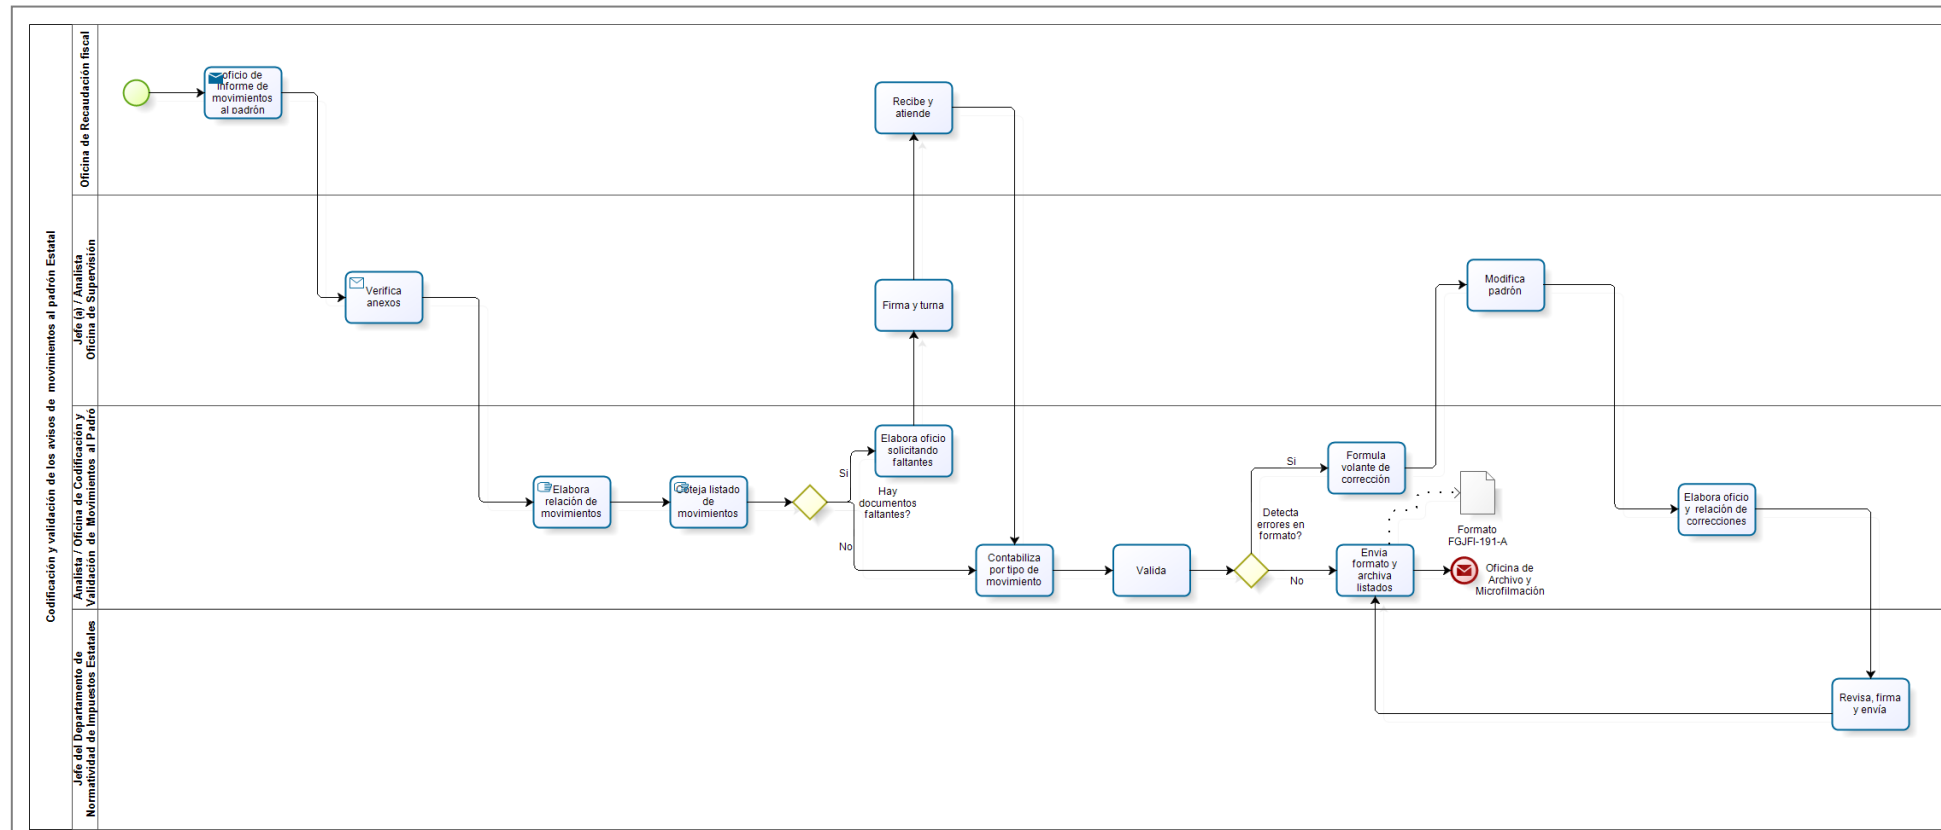 Codificación y validación de los avisos de movimientos al padrón Estatal
Oficina de Recaudación fiscal
oficio de
informe de
movimientos
al padrón
Recibe y
atiende
Jefe (a) / Analista
Oficina de Supervisión
Verifica
anexos
Firma y turna
Modifica
padrón
Analista / Oficina de Codificación y
Validación de Movimientos al Padró
Elabora
relación de
movimientos
Coteja listado
de
movimientos
Si
No
Hay
documentos
faltantes?
Elabora oficio
solicitando
faltantes
Contabiliza
por tipo de
movimiento
Valida
Detecta
errores en
formato?
Si
No
Formula
volante de
corrección
Envia
formato y
archiva
listados
Formato
FGJFI-191-A
Oficina de
Archivo y
Microfilmación
Elabora oficio
y relación de
correcciones
Jefe del Departamento de
Normatividad de Impuestos Estatales
Revisa, firma
y envía